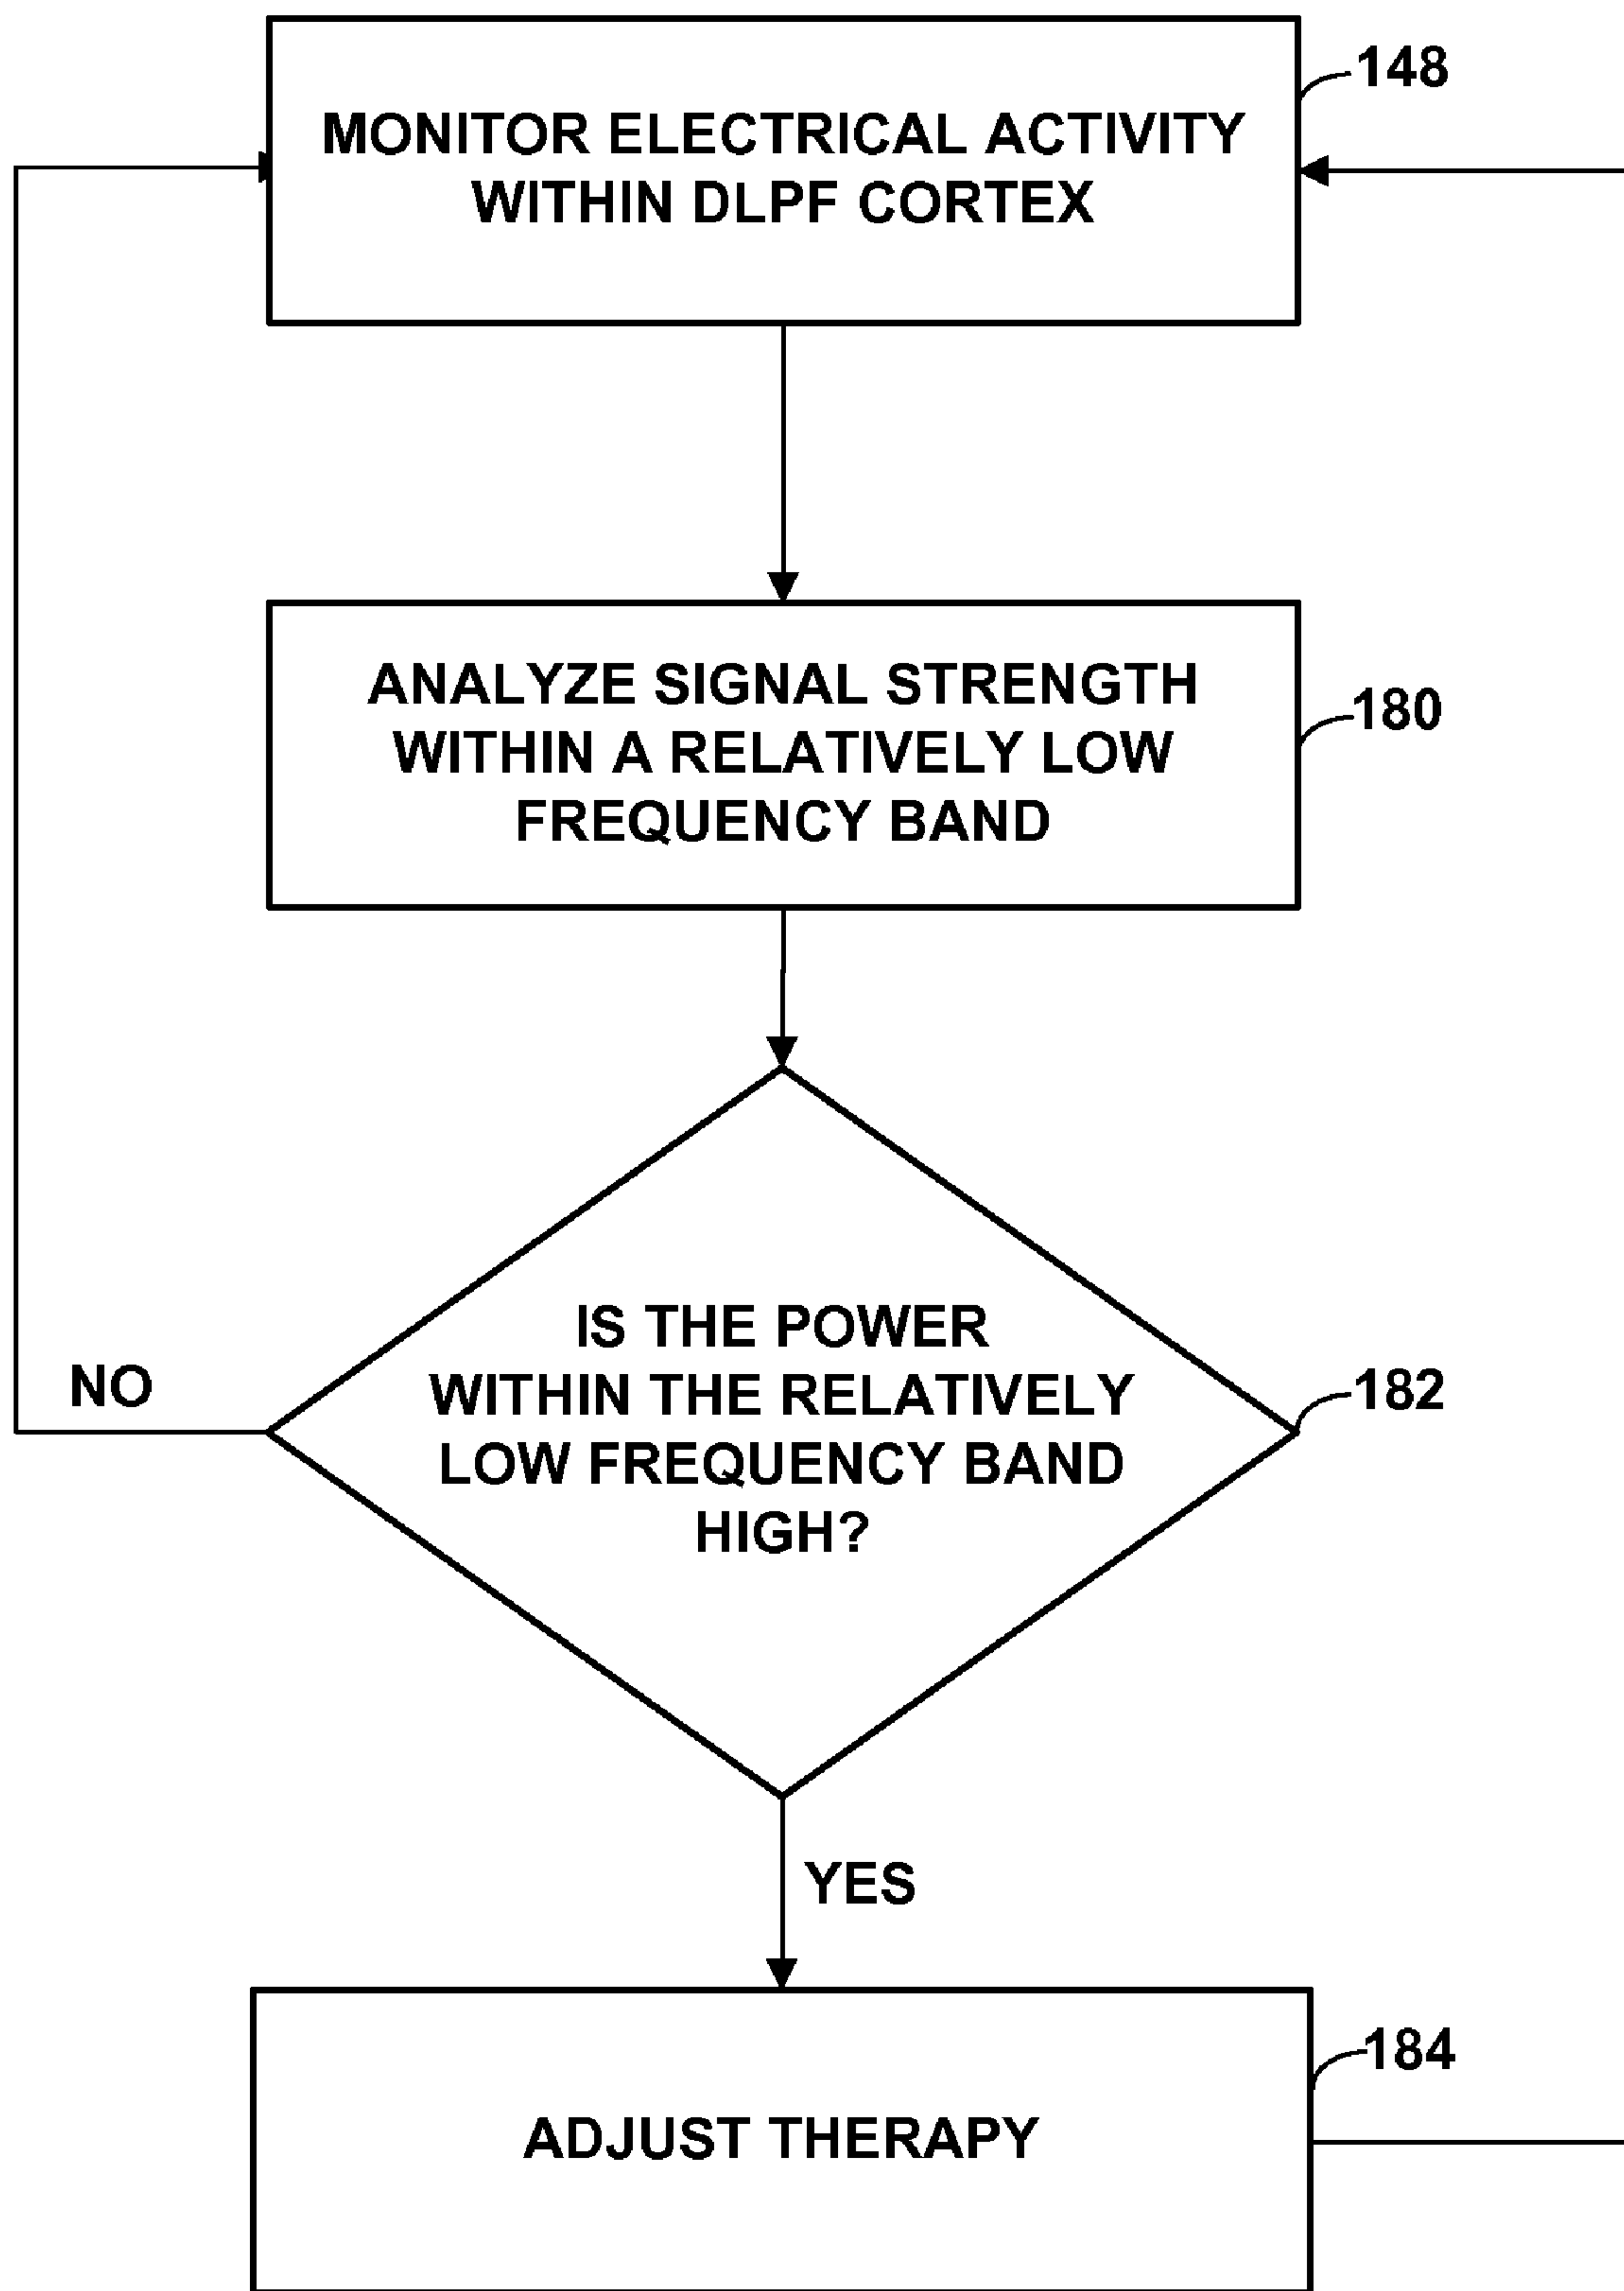 148
MONITOR ELECTRICAL ACTIVITY
WITHIN DLPF CORTEX
ANALYZE SIGNAL STRENGTH
WITHIN A RELATIVELY LOW
FREQUENCY BAND
180
IS THE POWER
WITHIN THE RELATIVELY
LOW FREQUENCY BAND
HIGH?
NO
182
YES
184
ADJUST THERAPY